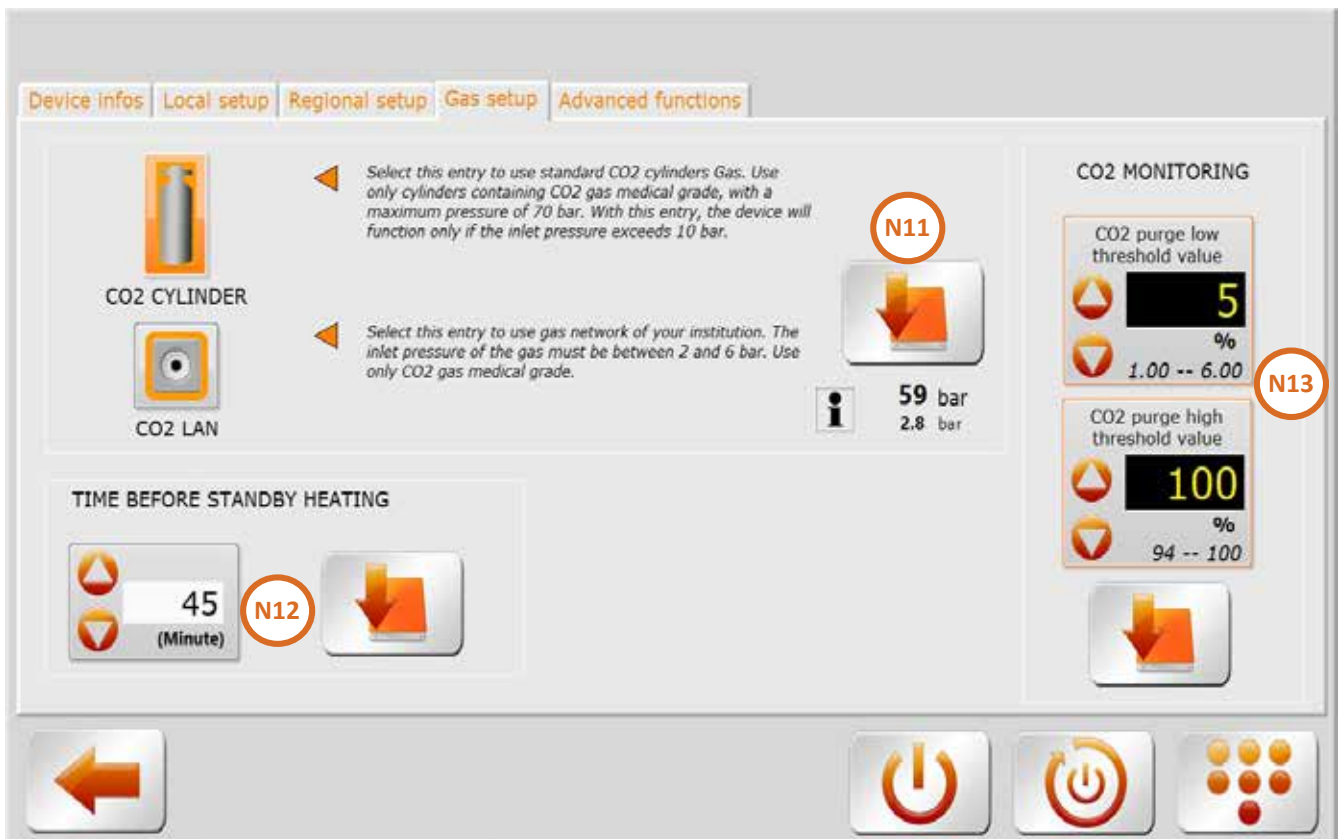 Device infos
Local setup
Regional setup
Gas setup
Advanced functions
Select this entry to use standard CO2 cylinders Gas. Use
only cylinders containing CO2 gas medical grade, with a
maximum pressure of 70 bar. With this entry, the device will
function only if the inlet pressure exceeds 10 bar.
CO2 CYLINDER
Select this entry to use gas network of your institution. The
inlet pressure of the gas must be between 2 and 6 bar. Use
only CO2 gas medical grade.
CO2 LAN
N11
59 bar
2.8 bar
CO2 MONITORING
CO2 purge low
threshold value
5
%
1.00 -- 6.00
N13
CO2 purge high
threshold value
100
%
94 -- 100
TIME BEFORE STANDBY HEATING
45
(Minute)
N12